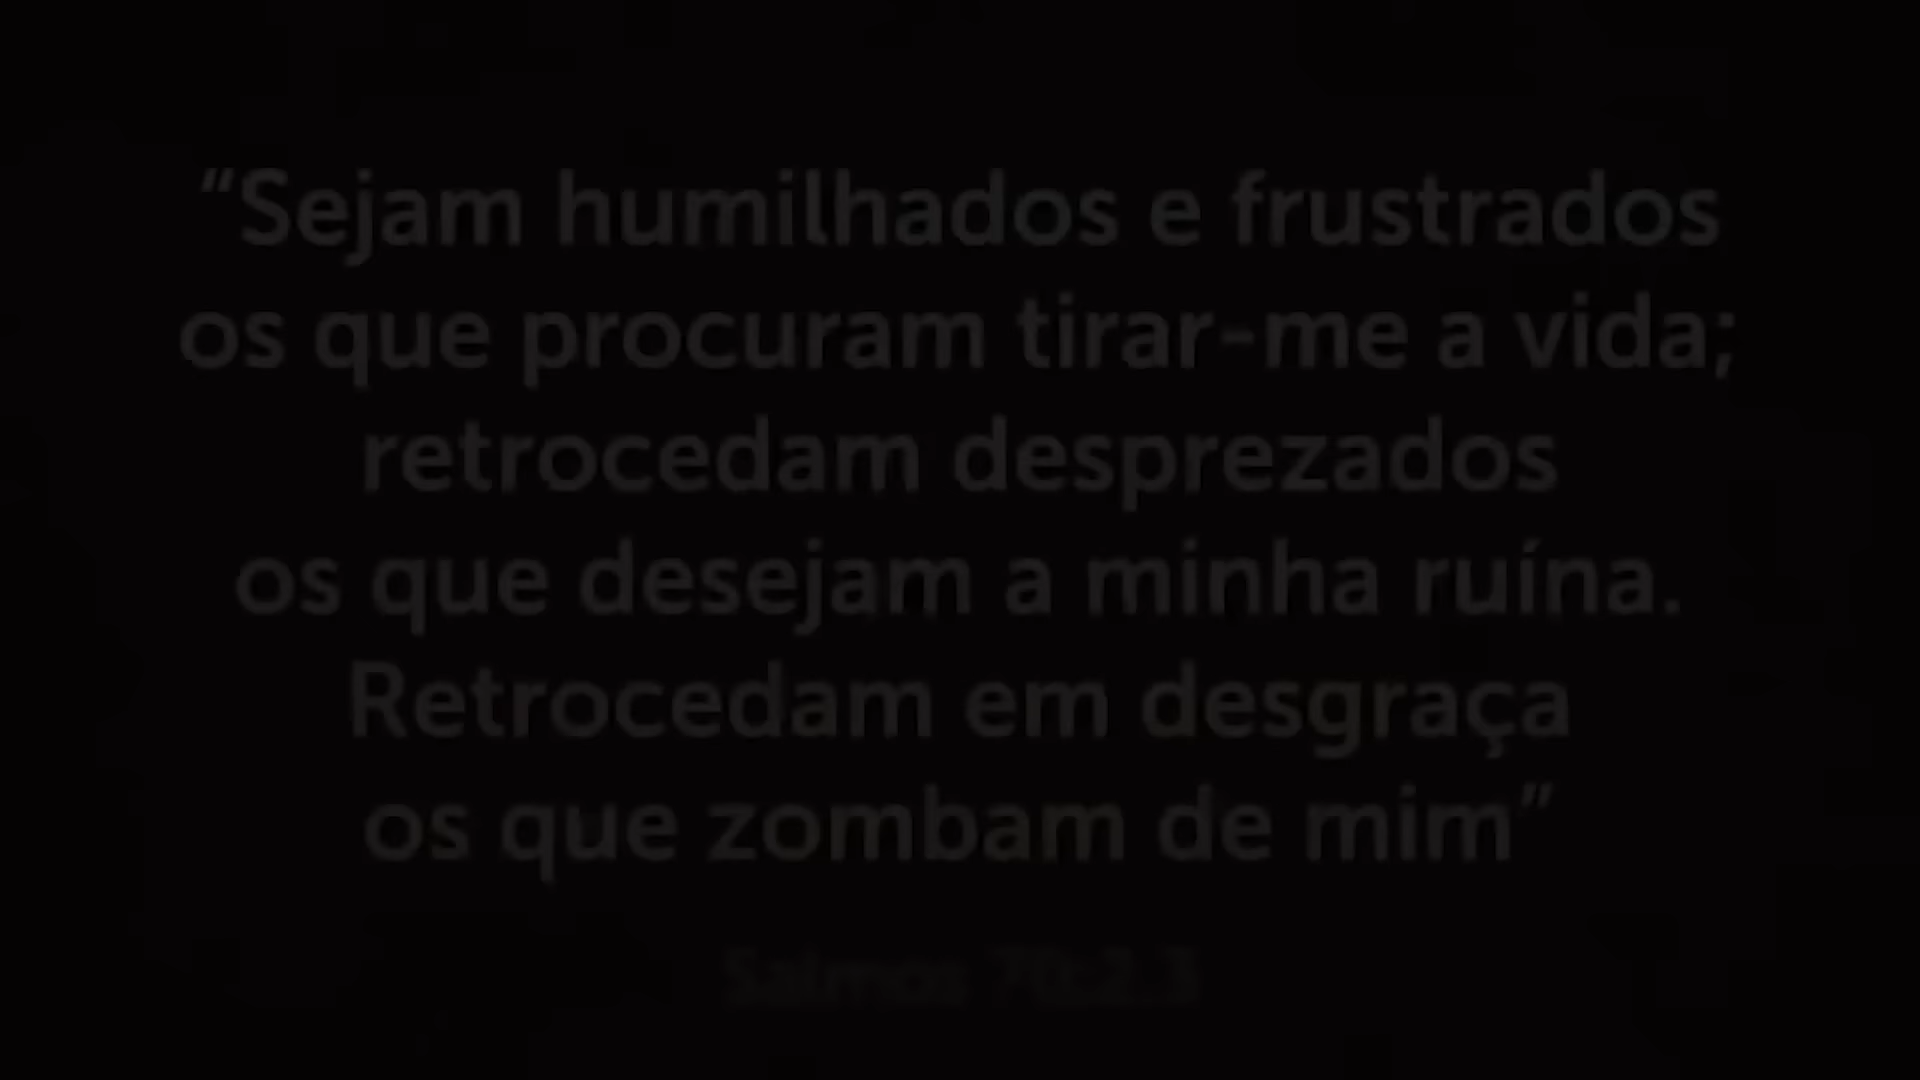 “Sejam humilhados e frustrados
os que procuram tirar-me a vida;
retrocedam desprezados
os que desejam a minha ruína.
Retrocedam em desgraça
os que zombam de mim”
Salmos 70:2,3